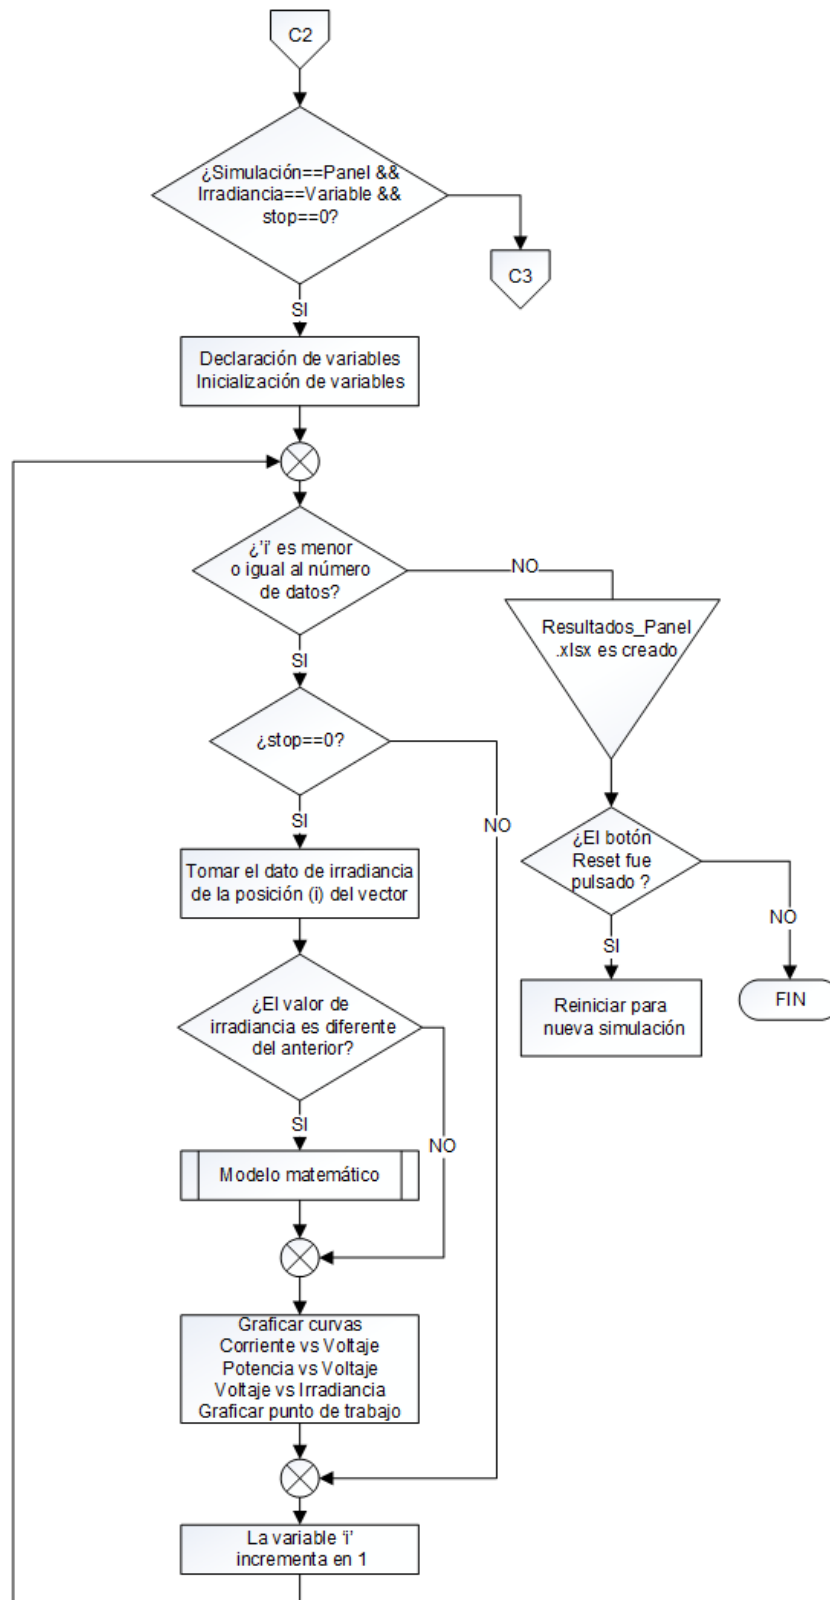 C2
¿Simulación==Panel &&
Irradiancia==Variable &&
stop==0?
C3
SI
Declaración de variables
Inicialización de variables
¿'i' es menor
o igual al número
de datos?
NO
Resultados_Panel
.xlsx es creado
SI
¿stop==0?
NO
¿El botón
Reset fue
pulsado ?
SI
NO
Tomar el dato de irradiancia
de la posición (i) del vector
SI
Reiniciar para
nueva simulación
FIN
¿El valor de
irradiancia es diferente
del anterior?
SI
NO
Modelo matemático
Graficar curvas
Corriente vs Voltaje
Potencia vs Voltaje
Voltaje vs Irradiancia
Graficar punto de trabajo
La variable 'i'
incrementa en 1